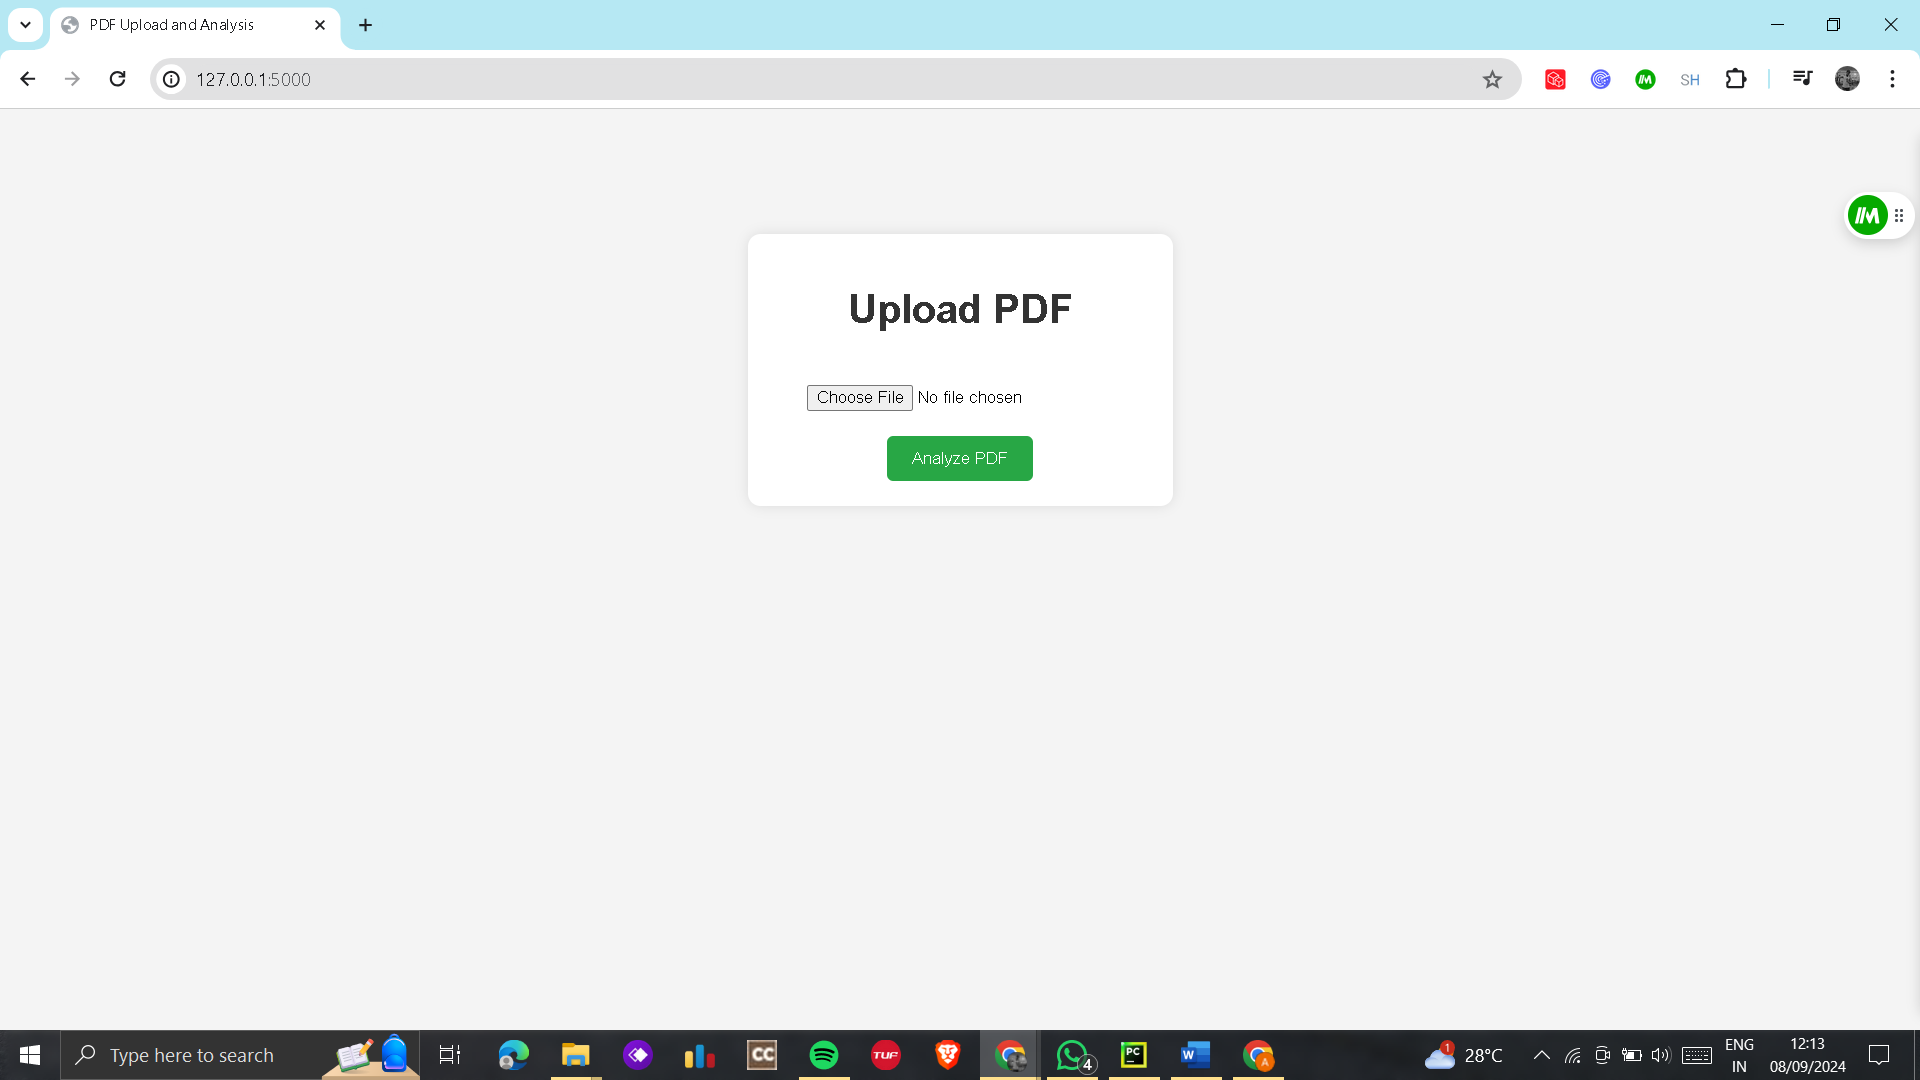 PDF Upload and Analysis
127.0.0.1:5000
SH
Upload PDF
Choose File No file chosen
Analyze PDF
Type here to search
CC
TUF
4
PC
W
A
1
28°C
ENG
IN
12:13
08/09/2024